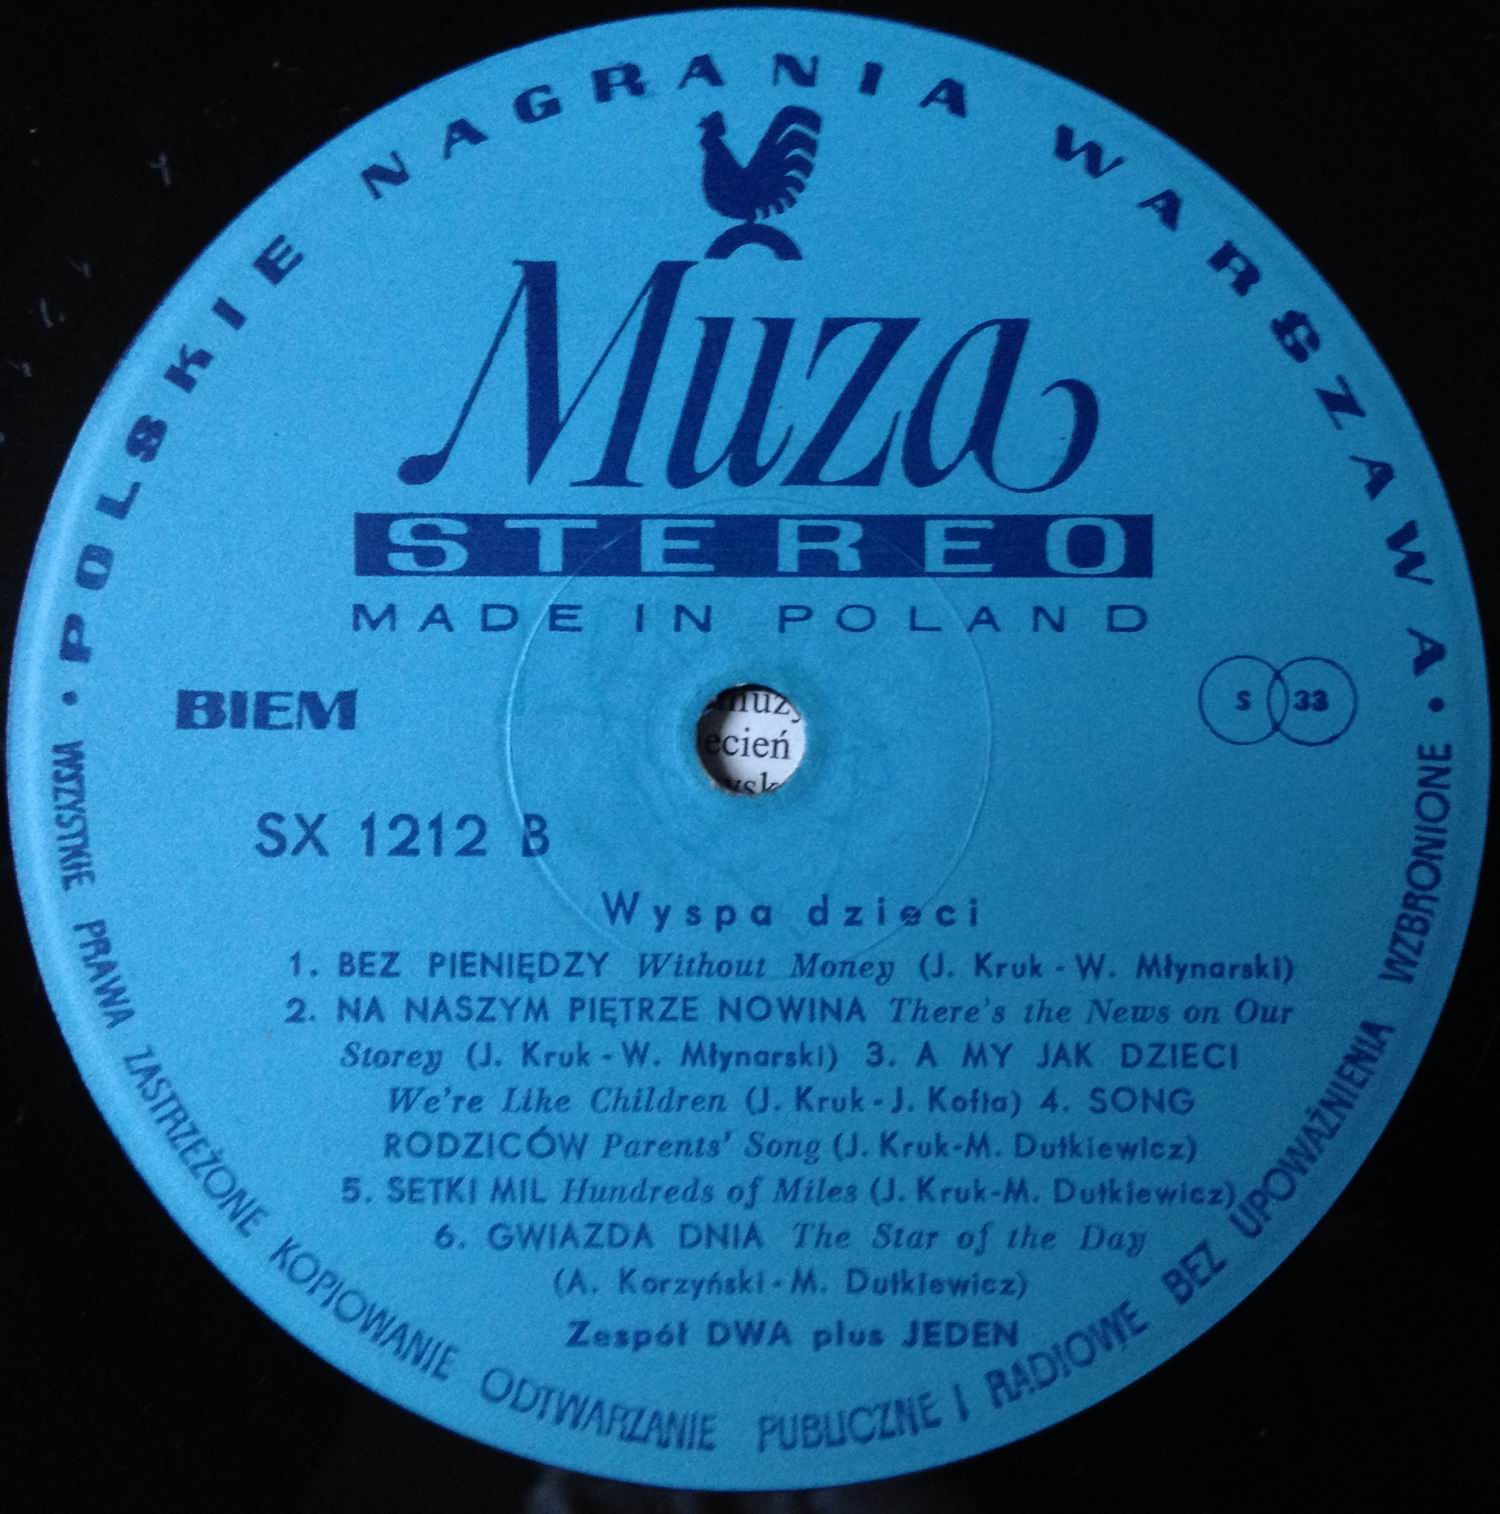 • POLSKIE NAGRANIA WARSZAWA •
Muza
STEREO
MADE IN POLAND
BIEM
S 33
muzy
ecień
ysk
SX 1212 B
Wyspa dzieci
1. BEZ PIENIĘDZY Without Money (J. Kruk - W. Młynarski)
2. NA NASZYM PIĘTRZE NOWINA There's the News on Our
Storey (J. Kruk - W. Młynarski) 3. A MY JAK DZIECI
We're Like Children (J. Kruk - J. Kofta) 4. SONG
RODZICÓW Parents' Song (J. Kruk-M. Dutkiewicz)
5. SETKI MIL Hundreds of Miles (J. Kruk-M. Dutkiewicz)
6. GWIAZDA DNIA The Star of the Day
(A. Korzyński - M. Dutkiewicz)
Zespół DWA plus JEDEN
WSZYSTKIE PRAWA ZASTRZEŻONE KOPIOWANIE ODTWARZANIE PUBLICZNE I RADIOWE BEZ UPOWAŻNIENIA WZBRONIONE